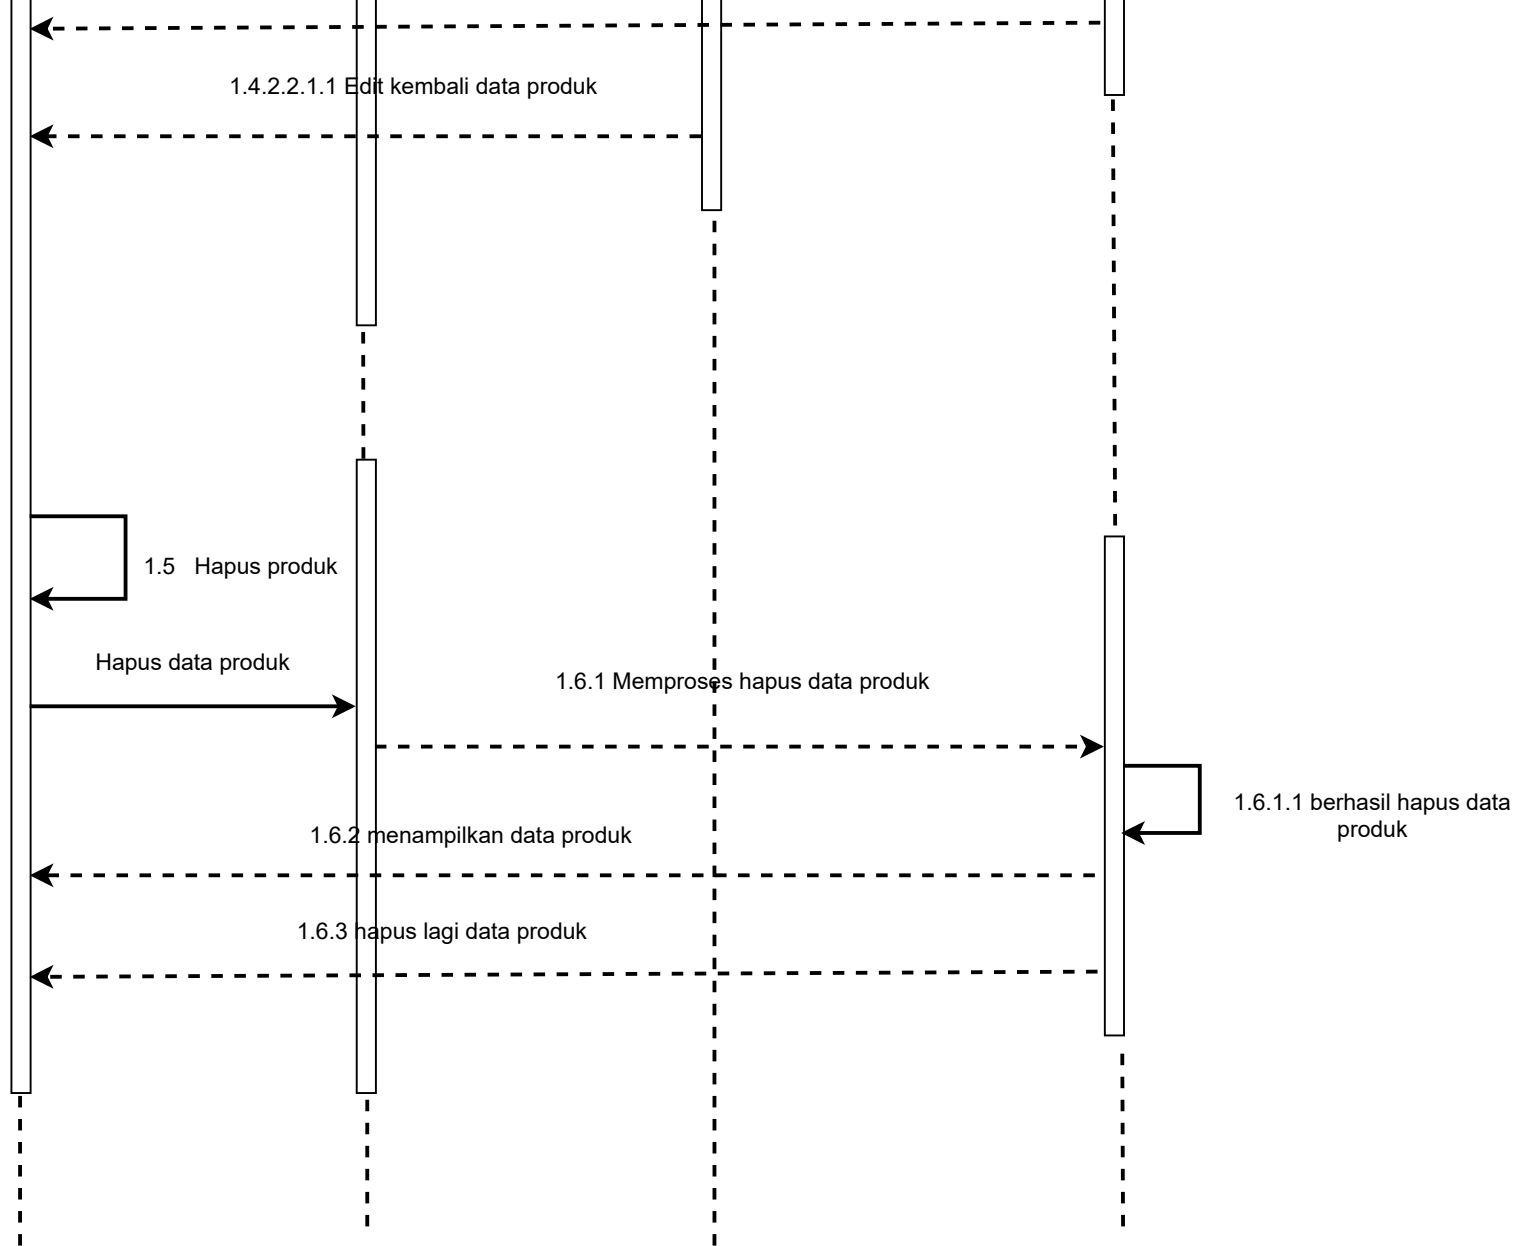 1.4.2.2.1.1 Edit kembali data produk
1.5 Hapus produk
Hapus data produk
1.6.1 Memproses hapus data produk
1.6.1.1 berhasil hapus data
produk
1.6.2 menampilkan data produk
1.6.3 hapus lagi data produk